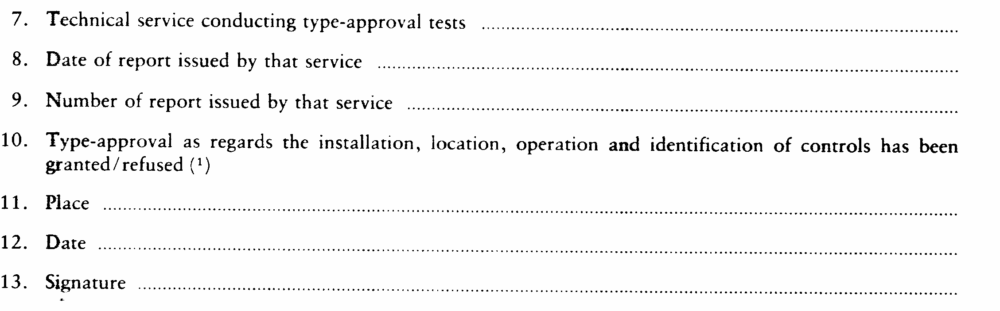 7. Technical service conducting type-approval tests ........................................................................
8. Date of report issued by that service ........................................................................
9. Number of report issued by that service ........................................................................
10. Type-approval as regards the installation, location, operation and identification of controls has been
granted/refused (¹)
11. Place ........................................................................
12. Date ........................................................................
13. Signature ........................................................................